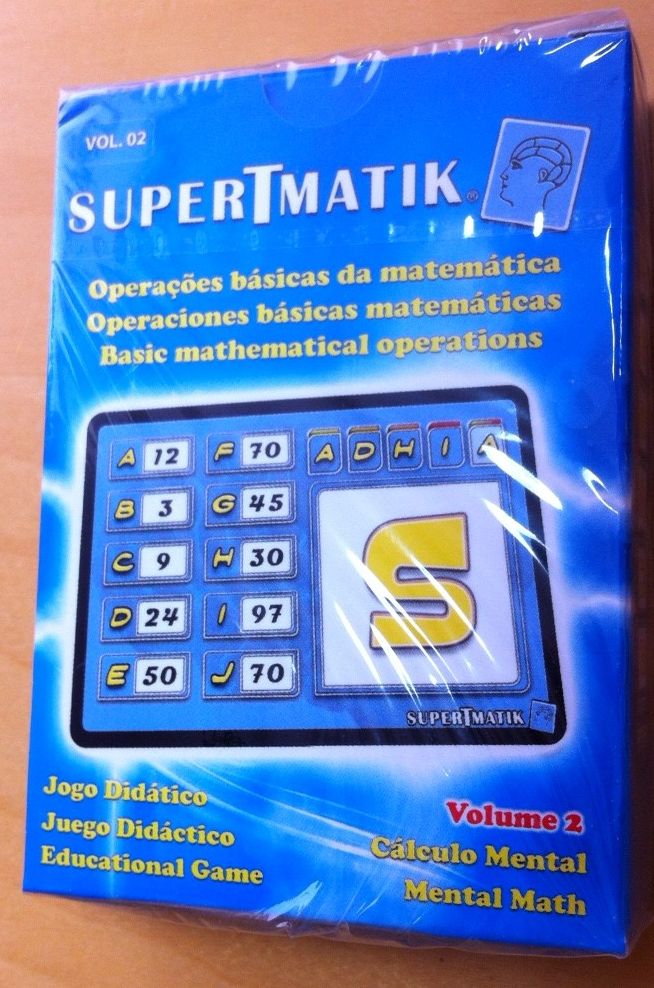 VOL. 02
SUPERTMATIK®
Operações básicas da matemática
Operaciones básicas matemáticas
Basic mathematical operations
A 12 F 70 A D H I A
B 3 G 45
C 9 H 30
D 24 I 97
E 50 J 70
S
SUPERTMATIK
Jogo Didático
Juego Didáctico
Educational Game
Volume 2
Cálculo Mental
Mental Math